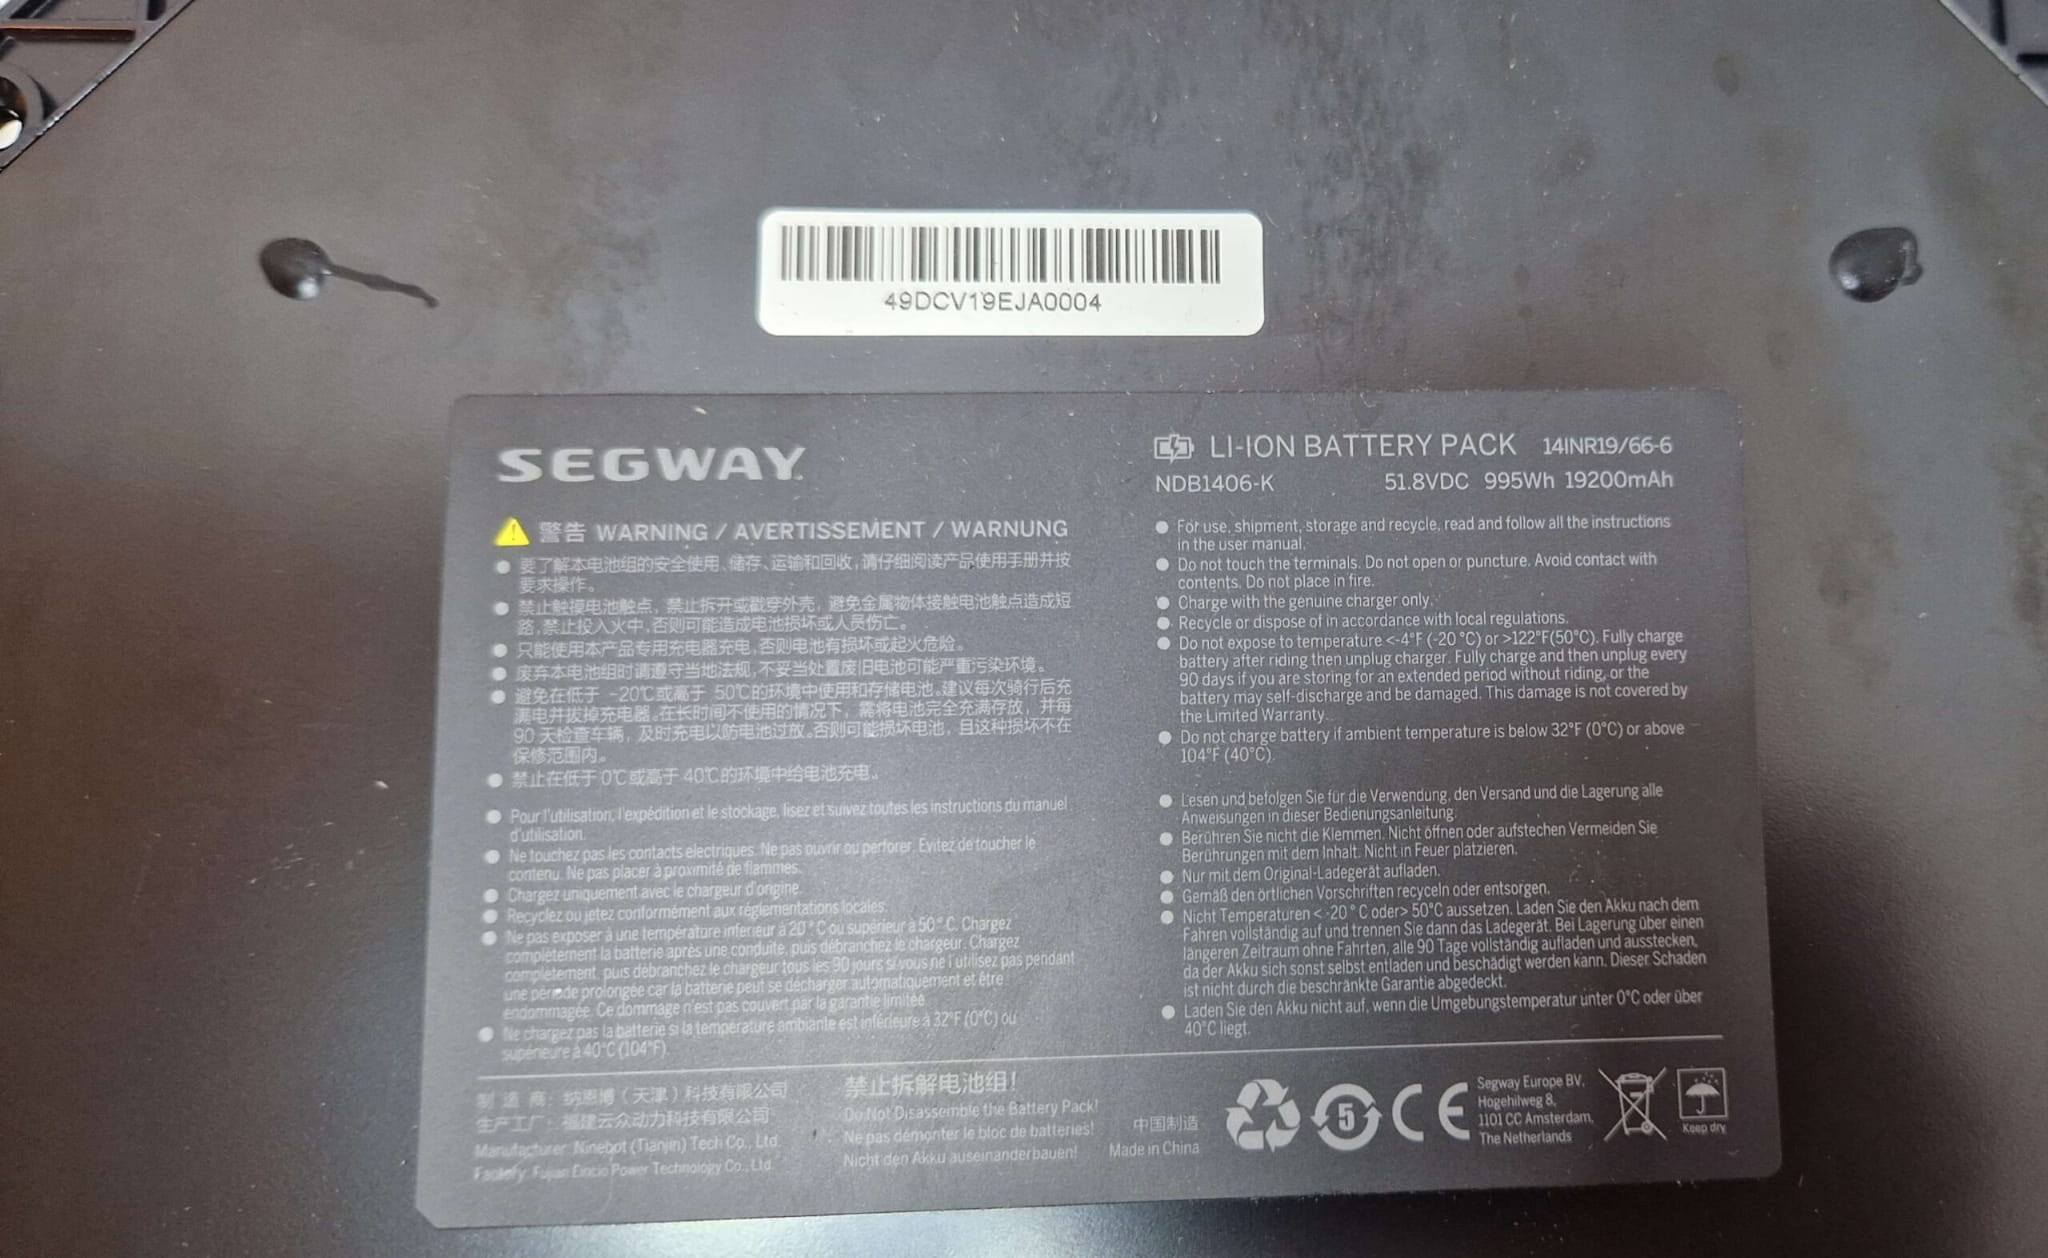 49DCV19EJA0004
SEGWAY
警告 WARNING / AVERTISSEMENT / WARNUNG
要了解本电池组的安全使用、储存、运输和回收，请仔细阅读产品使用手册并按
要求操作。
禁止触摸电池触点，禁止拆开或戳穿外壳，避免金属物体接触电池触点造成短
路，禁止投入火中，否则可能造成电池损坏或人员伤亡。
只能使用本产品专用充电器充电，否则电池有损坏或起火危险。
废弃本电池组时请遵守当地法规，不妥当处置废旧电池可能严重污染环境。
避免在低于 -20℃或高于 50℃的环境中使用和存储电池。建议每次骑行后充
满电并拔掉充电器。在长时间不使用的情况下，需将电池完全充满存放，并每
90 天检查车辆，及时充电以防电池过放。否则可能损坏电池，且这种损坏不在
保修范围内。
禁止在低于 0℃或高于 40℃的环境中给电池充电。
Pour l'utilisation, l'expédition et le stockage, lisez et suivez toutes les instructions du manuel
d'utilisation.
Ne touchez pas les contacts electriques. Ne pas ouvrir ou perforer. Évitez de toucher le
contenu. Ne pas placer à proximité de flammes.
Chargez uniquement avec le chargeur d'origine.
Recyclez ou jetez conformément aux réglementations locales.
Ne pas exposer à une température inférieur à 20 ° C ou supérieur à 50 ° C. Chargez
complètement la batterie après une conduite, puis débranchez le chargeur. Chargez
complètement, puis débranchez le chargeur tous les 90 jours si vous ne l'utilisez pas pendant
une période prolongée car la batterie peut se décharger automatiquement et être
endommagée. Ce dommage n'est pas couvert par la garantie limitée.
Ne chargez pas la batterie si la température ambiante est inférieure à 32°F (0°C) ou
supérieure à 40°C (104°F).
LI-ION BATTERY PACK 14INR19/66-6
NDB1406-K 51.8VDC 995Wh 19200mAh
For use, shipment, storage and recycle, read and follow all the instructions
in the user manual.
Do not touch the terminals. Do not open or puncture. Avoid contact with
contents. Do not place in fire.
Charge with the genuine charger only.
Recycle or dispose of in accordance with local regulations.
Do not expose to temperature <-4°F (-20 °C) or >122°F(50°C). Fully charge
battery after riding then unplug charger. Fully charge and then unplug every
90 days if you are storing for an extended period without riding, or the
battery may self-discharge and be damaged. This damage is not covered by
the Limited Warranty.
Do not charge battery if ambient temperature is below 32°F (0°C) or above
104°F (40°C).
Lesen und befolgen Sie für die Verwendung, den Versand und die Lagerung alle
Anweisungen in dieser Bedienungsanleitung.
Berühren Sie nicht die Klemmen. Nicht öffnen oder aufstechen Vermeiden Sie
Berührungen mit dem Inhalt. Nicht in Feuer platzieren.
Nur mit dem Original-Ladegerät aufladen.
Gemäß den örtlichen Vorschriften recyceln oder entsorgen.
Nicht Temperaturen < -20 ° C oder> 50°C aussetzen. Laden Sie den Akku nach dem
Fahren vollständig auf und trennen Sie dann das Ladegerät. Bei Lagerung über einen
längeren Zeitraum ohne Fahrten, alle 90 Tage vollständig aufladen und ausstecken,
da der Akku sich sonst selbst entladen und beschädigt werden kann. Dieser Schaden
ist nicht durch die beschränkte Garantie abgedeckt.
Laden Sie den Akku nicht auf, wenn die Umgebungstemperatur unter 0°C oder über
40°C liegt.
制 造 商：纳恩博（天津）科技有限公司
生产工厂：福建云众动力科技有限公司
Manufacturer: Ninebot (Tianjin) Tech Co., Ltd.
Factory: Fujian Power Technology Co., Ltd.
禁止拆解电池组！
Do Not Disassemble the Battery Pack!
Ne pas démonter le bloc de batteries!
Nicht den Akku auseinanderbauen!
中国制造
Made in China
5
CE
Segway Europe BV,
Hogehilweg 8,
1101 CC Amsterdam,
The Netherlands
Keep dry